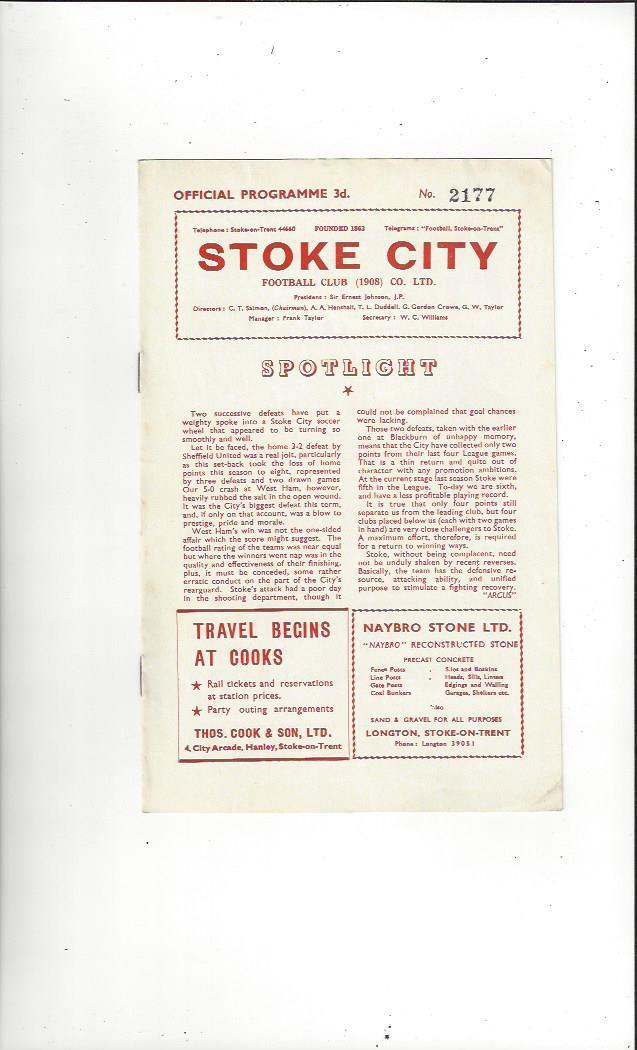 OFFICIAL PROGRAMME 3d. No. 2177
Telephone : Stoke-on-Trent 44660 FOUNDED 1863 Telegrams : "Football, Stoke-on-Trent"
STOKE CITY
FOOTBALL CLUB (1908) CO. LTD.
President : Sir Ernest Johnson, J.P.
Directors : C. T. Salmon, (Chairman), A. A. Henshall, T. L. Duddell, G. Gordon Crowe, G. W. Taylor
Manager : Frank Taylor Secretary : W. C. Williams
SPOTLIGHT
Two successive defeats have put a
weighty spoke into a Stoke City soccer
wheel that appeared to be turning so
smoothly and well.
Let it be faced, the home 3-2 defeat by
Sheffield United was a real jolt, particularly
as this set-back took the loss of home
points this season to eight, represented
by three defeats and two drawn games
Our 5-0 crash at West Ham, however,
heavily rubbed the salt in the open wound.
It was the City's biggest defeat this term,
and, if only on that account, was a blow to
prestige, pride and morale.
West Ham's win was not the one-sided
affair which the score might suggest. The
football rating of the teams was near equal
but where the winners went nap was in the
quality and effectiveness of their finishing,
plus, it must be conceded, some rather
erratic conduct on the part of the City's
rearguard. Stoke's attack had a poor day
in the shooting department, though it
could not be complained that goal chances
were lacking.
Those two defeats, taken with the earlier
one at Blackburn of unhappy memory,
means that the City have collected only two
points from their last four League games.
That is a thin return and quite out of
character with any promotion ambitions.
At the current stage last season Stoke were
fifth in the League. To-day we are sixth,
and have a less profitable playing record.
It is true that only four points still
separate us from the leading club, but four
clubs placed below us (each with two games
in hand) are very close challengers to Stoke.
A maximum effort, therefore, is required
for a return to winning ways.
Stoke, without being complacent, need
not be unduly shaken by recent reverses.
Basically, the team has the defensive re-
source, attacking ability, and unified
purpose to stimulate a fighting recovery.
"ARGUS"
TRAVEL BEGINS
AT COOKS
★ Rail tickets and reservations
at station prices.
★ Party outing arrangements
THOS. COOK & SON, LTD.
4, City Arcade, Hanley, Stoke-on-Trent
NAYBRO STONE LTD.
"NAYBRO" RECONSTRUCTED STONE
PRECAST CONCRETE
Fence Posts . Slot and Boskins
Line Posts . Heads, Sills, Lintels
Gate Posts Edgings and Walling
Coal Bunkers Garages, Shelters etc.
Also
SAND & GRAVEL FOR ALL PURPOSES
LONGTON, STOKE-ON-TRENT
Phone : Longton 39051